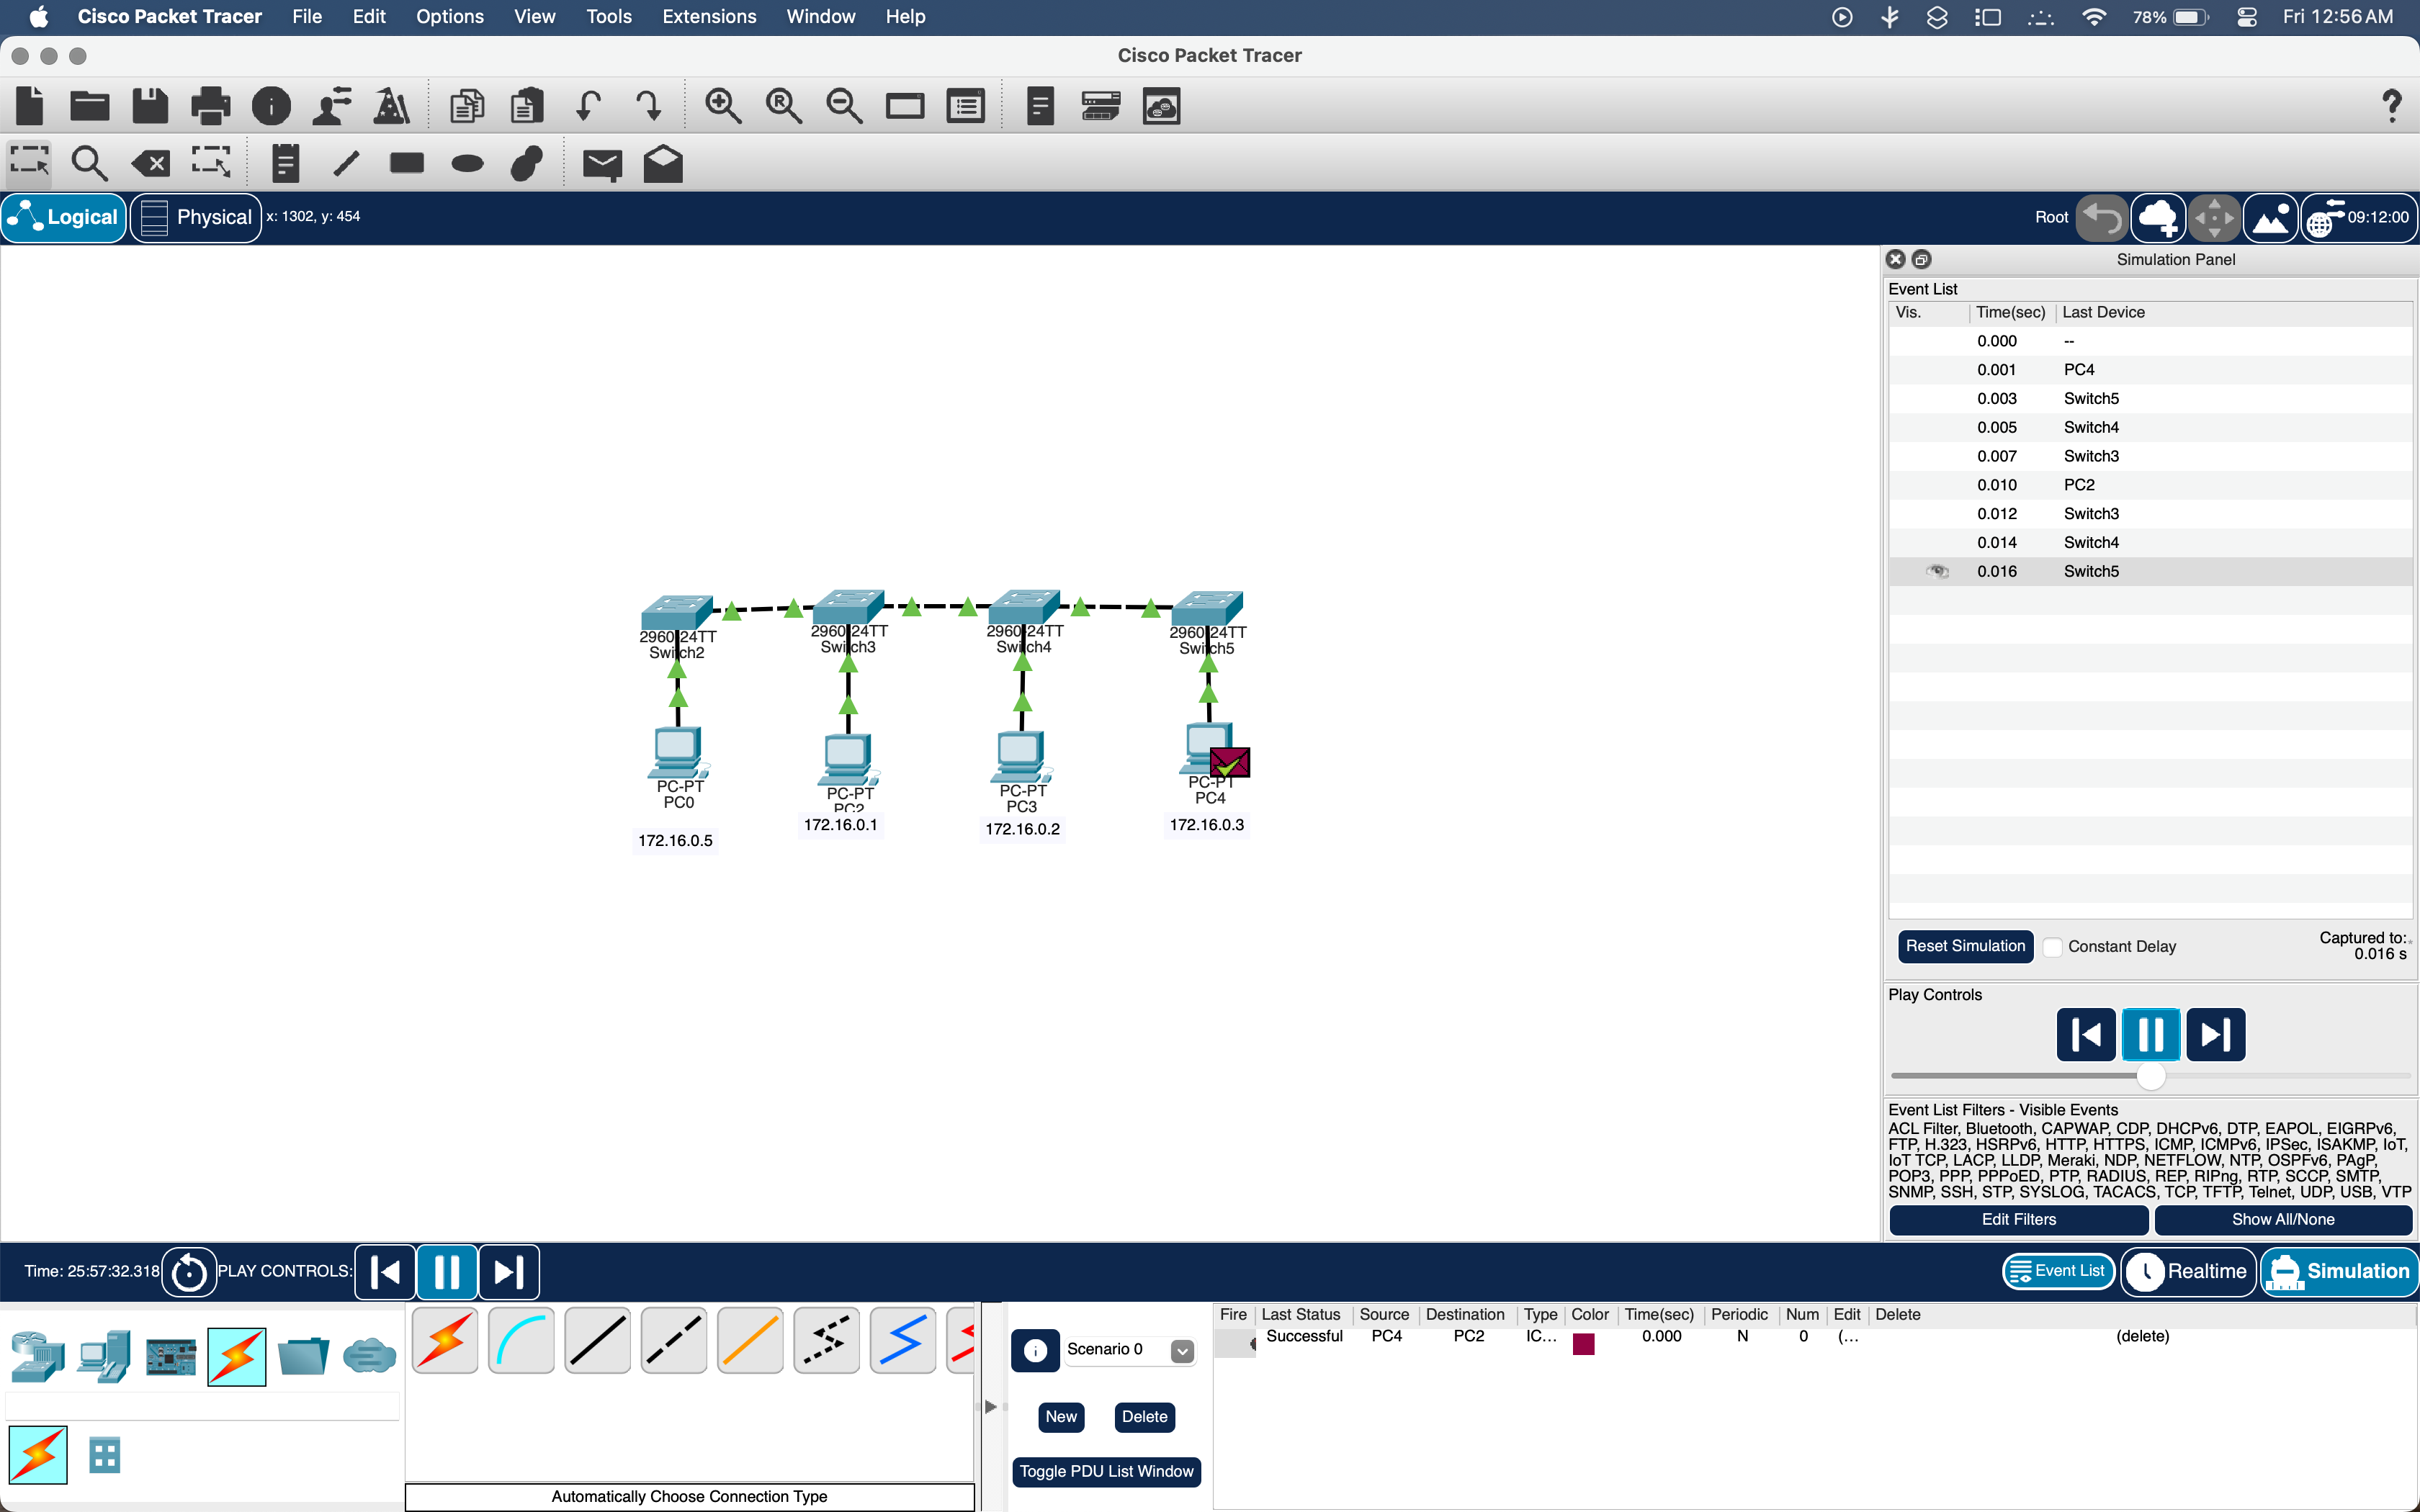 Cisco Packet Tracer File Edit Options View Tools Extensions Window Help 78% Fri 12:56 AM
Cisco Packet Tracer
Logical Physical x: 1302, y: 454 Root 09:12:00
Simulation Panel
Event List
Vis. Time(sec) Last Device
0.000 --
0.001 PC4
0.003 Switch5
0.005 Switch4
0.007 Switch3
0.010 PC2
0.012 Switch3
0.014 Switch4
0.016 Switch5
2960-24TT
Switch2
2960-24TT
Switch3
2960-24TT
Switch4
2960-24TT
Switch5
PC-PT
PC0
172.16.0.5
PC-PT
PC2
172.16.0.1
PC-PT
PC3
172.16.0.2
PC-PT
PC4
172.16.0.3
Reset Simulation Constant Delay Captured to:
0.016 s
Play Controls
Event List Filters - Visible Events
ACL Filter, Bluetooth, CAPWAP, CDP, DHCPv6, DTP, EAPOL, EIGRPv6,
FTP, H.323, HSRPv6, HTTP, HTTPS, ICMP, ICMPv6, IPSec, ISAKMP, IoT,
IoT TCP, LACP, LLDP, Meraki, NDP, NETFLOW, NTP, OSPFv6, PAgP,
POP3, PPP, PPPoED, PTP, RADIUS, REP, RIPng, RTP, SCCP, SMTP,
SNMP, SSH, STP, SYSLOG, TACACS, TCP, TFTP, Telnet, UDP, USB, VTP
Edit Filters Show All/None
Time: 25:57:32.318 PLAY CONTROLS: Event List Realtime Simulation
Fire Last Status Source Destination Type Color Time(sec) Periodic Num Edit Delete
Successful PC4 PC2 IC... 0.000 N 0 (... (delete)
Scenario 0
New Delete
Toggle PDU List Window
Automatically Choose Connection Type